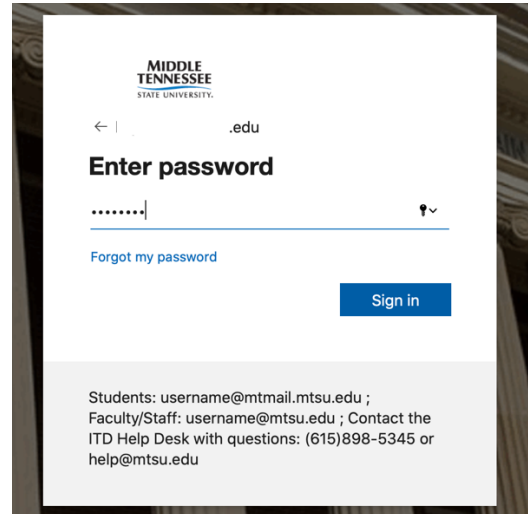 MIDDLE
TENNESSEE
STATE UNIVERSITY.
.edu
Enter password
Forgot my password
Sign in
Students: username@mtmail.mtsu.edu ;
Faculty/Staff: username@mtsu.edu ; Contact the
ITD Help Desk with questions: (615)898-5345 or
help@mtsu.edu